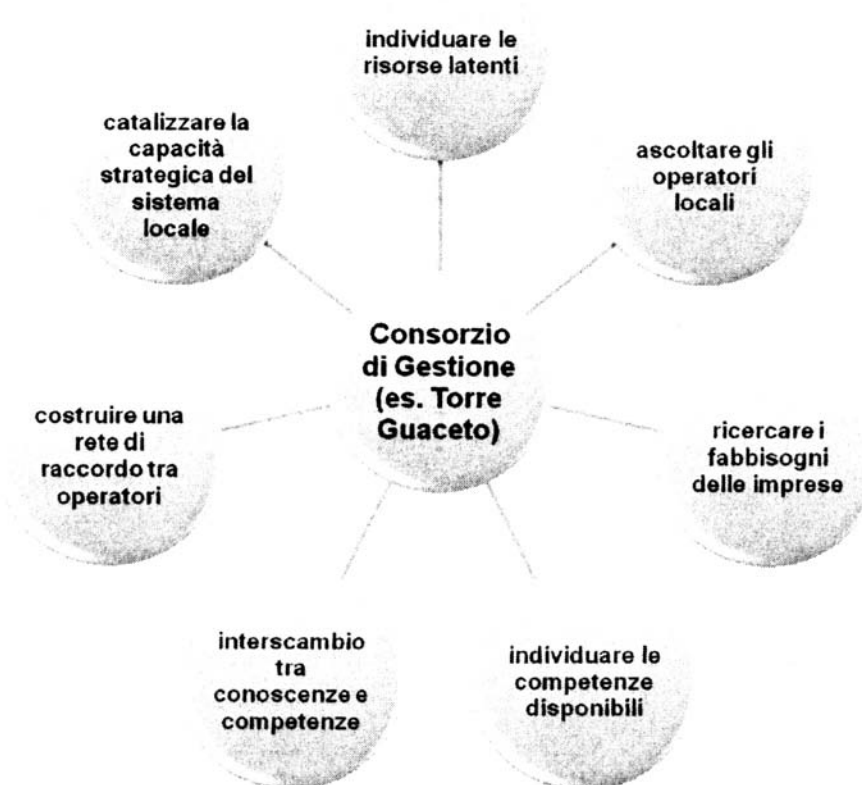 individuare le
risorse latenti
catalizzare la
capacità
strategica del
sistema
locale
ascoltare gli
operatori
locali
Consorzio
di Gestione
(es. Torre
Guaceto)
costruire una
rete di
raccordo tra
operatori
ricercare i
fabbisogni
delle imprese
interscambio
tra
conoscenze e
competenze
individuare le
competenze
disponibili